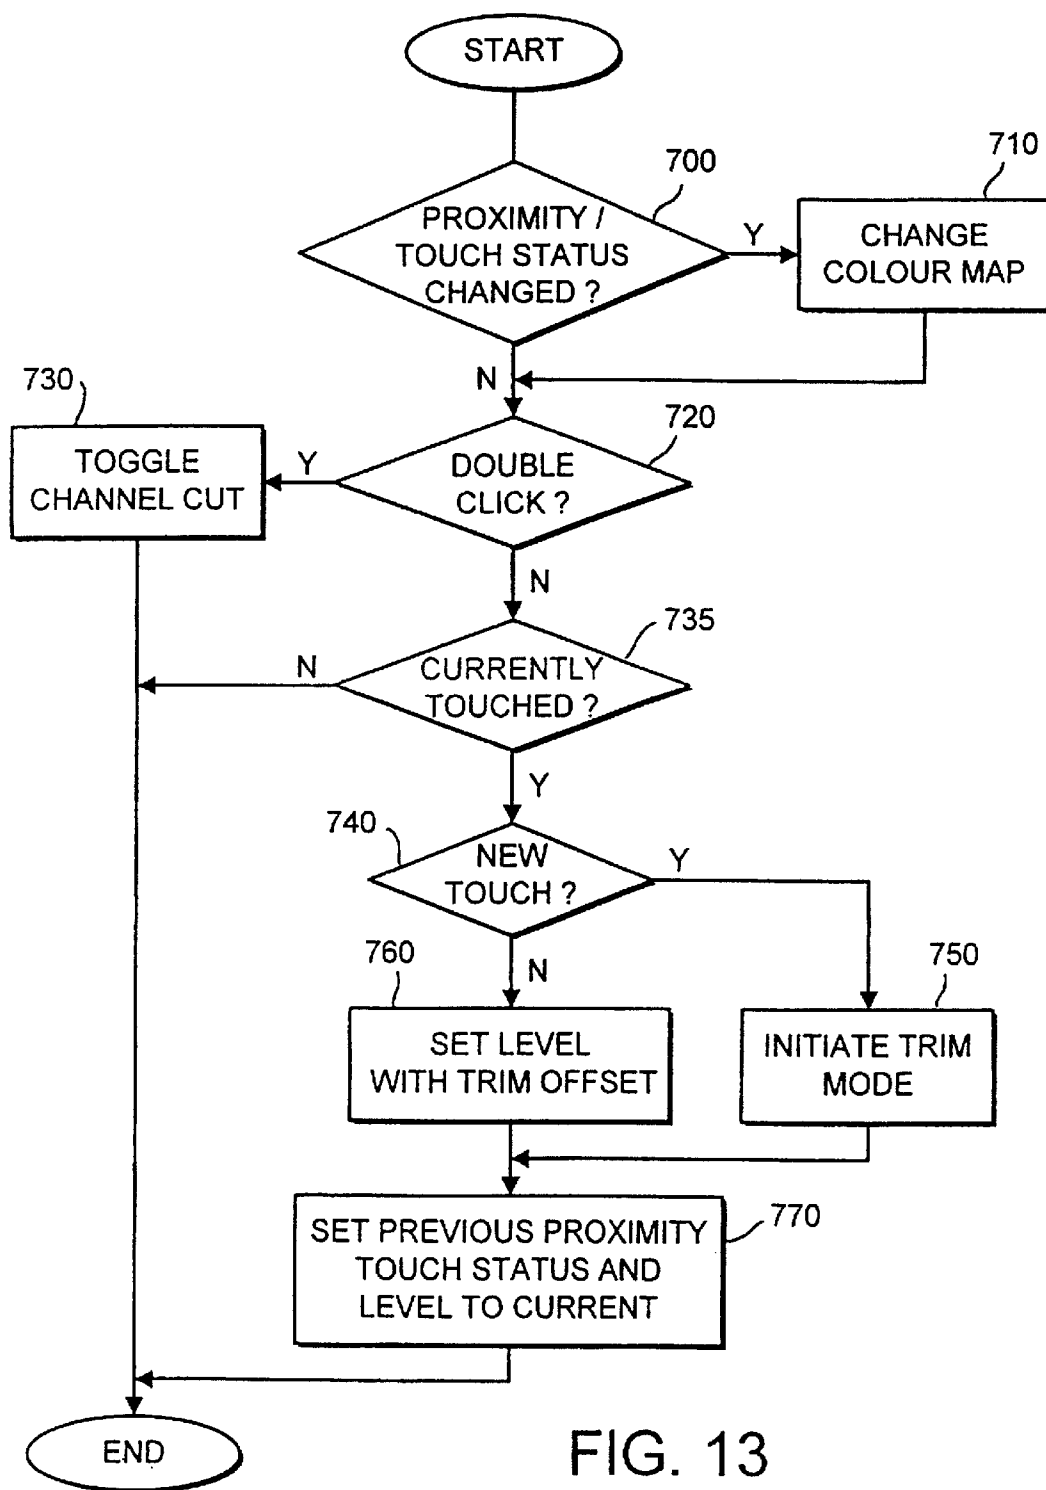 START
700
PROXIMITY /
TOUCH STATUS
CHANGED ?
Y
710
CHANGE
COLOUR MAP
N
730
TOGGLE
CHANNEL CUT
Y
720
DOUBLE
CLICK ?
N
735
N
CURRENTLY
TOUCHED ?
Y
740
NEW
TOUCH ?
Y
760
N
750
SET LEVEL
WITH TRIM OFFSET
INITIATE TRIM
MODE
770
SET PREVIOUS PROXIMITY
TOUCH STATUS AND
LEVEL TO CURRENT
END
FIG. 13